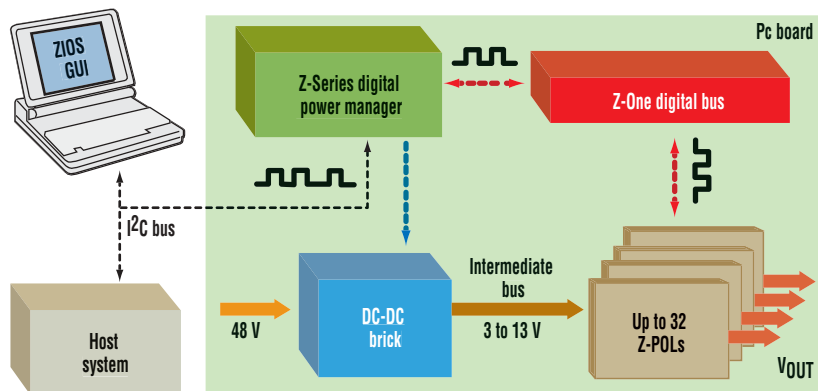 ZIOS
GUI
Pc board
Z-Series digital
power manager
Z-One digital bus
I²C bus
Host
system
48 V
DC-DC
brick
Intermediate
bus
3 to 13 V
Up to 32
Z-POLs
VOUT